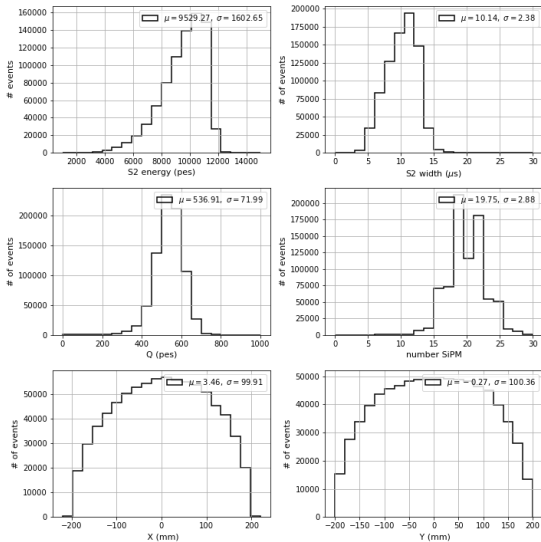 μ = 9529.27, σ = 1602.65
160000
140000
120000
100000
80000
60000
40000
20000
0
# events
2000 4000 6000 8000 10000 12000 14000
S2 energy (pes)
μ = 10.14, σ = 2.38
200000
175000
150000
125000
100000
75000
50000
25000
0
# of events
0 5 10 15 20 25 30
S2 width (μs)
μ = 536.91, σ = 71.99
200000
150000
100000
50000
0
# of events
0 200 400 600 800 1000
Q (pes)
μ = 19.75, σ = 2.88
200000
175000
150000
125000
100000
75000
50000
25000
0
# of events
0 5 10 15 20 25 30
number SiPM
μ = 3.46, σ = 99.91
50000
40000
30000
20000
10000
0
# of events
−200 −100 0 100 200
X (mm)
μ = −0.27, σ = 100.36
50000
40000
30000
20000
10000
0
# of events
−200 −150 −100 −50 0 50 100 150 200
Y (mm)